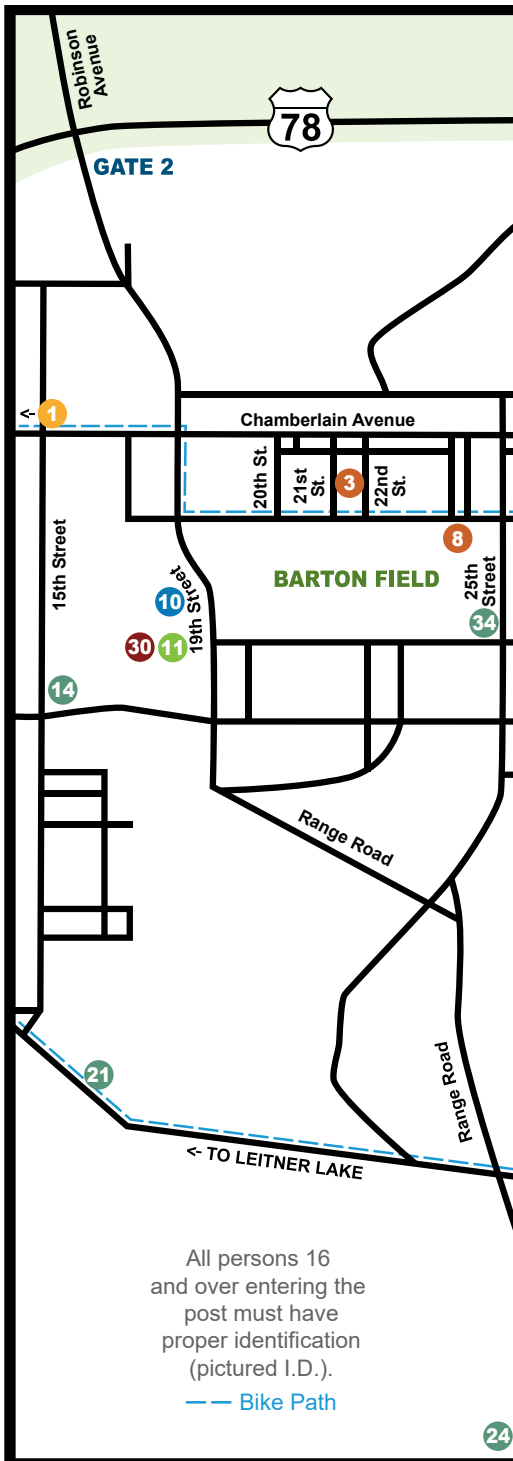 Robinson
Avenue
78
GATE 2
<-
1
Chamberlain Avenue
20th St.
21st
St.
3
22nd
St.
8
15th Street
BARTON FIELD
25th
Street
10
19th Street
34
30
11
14
Range Road
21
Range Road
<- TO LEITNER LAKE
All persons 16
and over entering the
post must have
proper identification
(pictured I.D.).
Bike Path
24